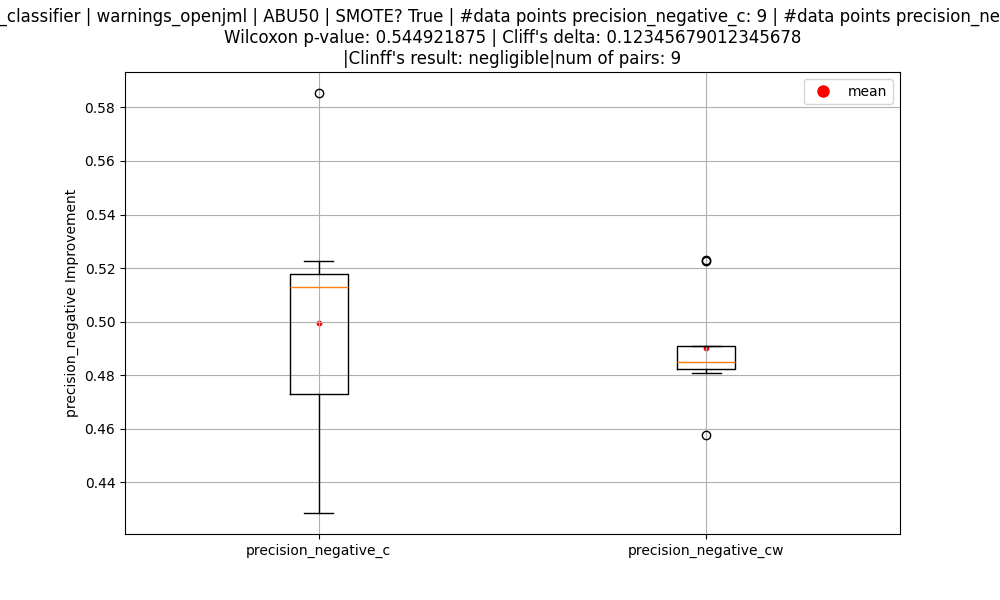 _classifier | warnings_openjml | ABU50 | SMOTE? True | #data points precision_negative_c: 9 | #data points precision_ne
Wilcoxon p-value: 0.544921875 | Cliff's delta: 0.12345679012345678
|Clinff's result: negligible|num of pairs: 9
mean
0.58
0.56
0.54
0.52
0.50
0.48
0.46
0.44
precision_negative Improvement
precision_negative_c
precision_negative_cw